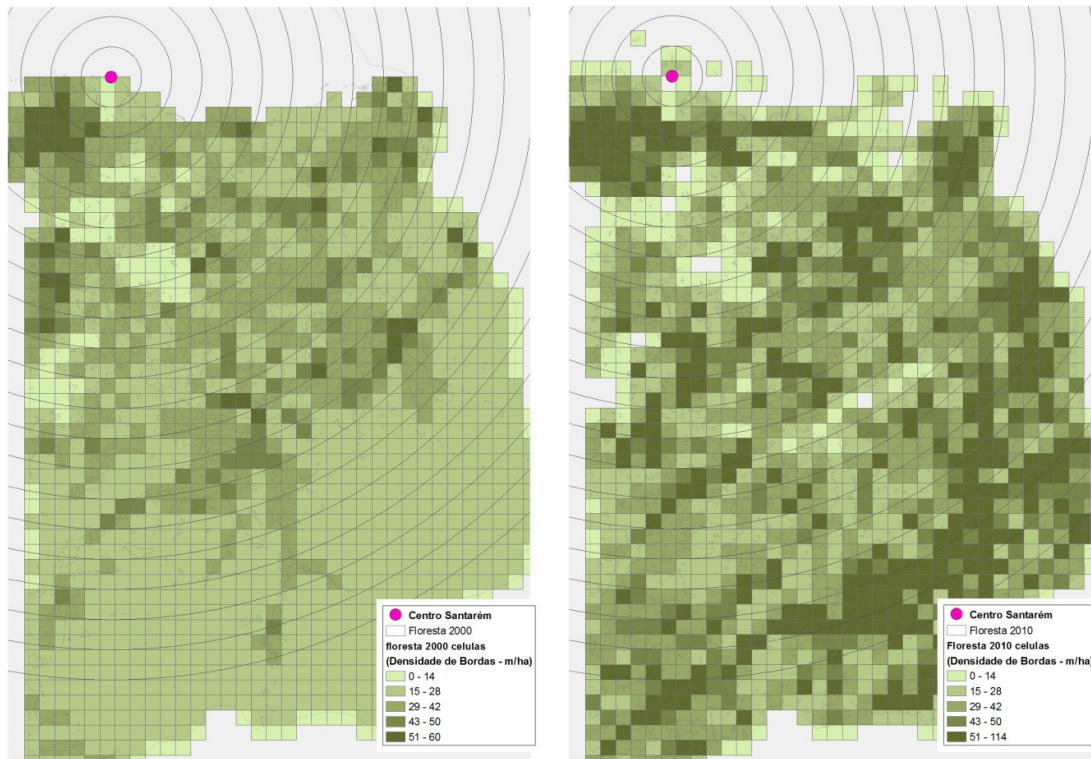 Centro Santarém
Floresta 2000
floresta 2000 celulas
(Densidade de Bordas - m/ha)
0 - 14
15 - 28
29 - 42
43 - 50
51 - 60
Centro Santarém
Floresta 2010
Floresta 2010 celulas
(Densidade de Bordas - m/ha)
0 - 14
15 - 28
29 - 42
43 - 50
51 - 114